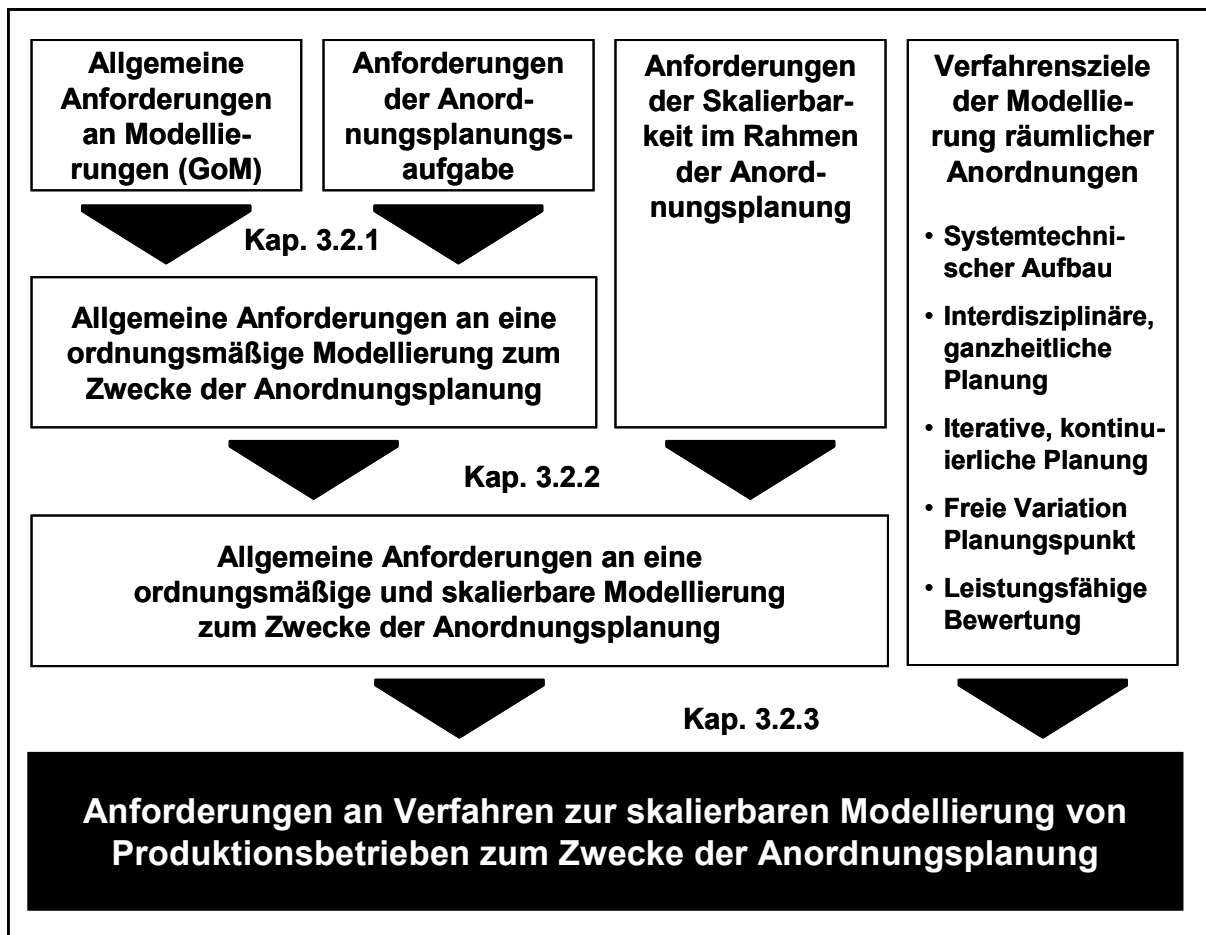 Allgemeine
Anforderungen
an Modellie-
rungen (GoM)
Anforderungen
der Anord-
nungsplanungs-
aufgabe
Anforderungen
der Skalierbar-
keit im Rahmen
der Anord-
nungsplanung
Verfahrensziele
der Modellie-
rung räumlicher
Anordnungen
• Systemtechni-
scher Aufbau
• Interdisziplinäre,
ganzheitliche
Planung
• Iterative, kontinu-
ierliche Planung
• Freie Variation
Planungspunkt
• Leistungsfähige
Bewertung
Kap. 3.2.1
Allgemeine Anforderungen an eine
ordnungsmäßige Modellierung zum
Zwecke der Anordnungsplanung
Kap. 3.2.2
Allgemeine Anforderungen an eine
ordnungsmäßige und skalierbare Modellierung
zum Zwecke der Anordnungsplanung
Kap. 3.2.3
Anforderungen an Verfahren zur skalierbaren Modellierung von
Produktionsbetrieben zum Zwecke der Anordnungsplanung